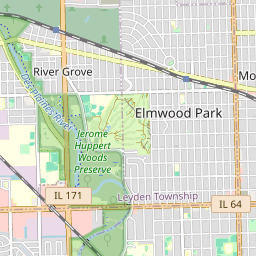 River Grove
Mo
Elmwood Park
Des Plaines River
Jerome
Huppert
Woods
Preserve
IL 171
Leyden Township
IL 64